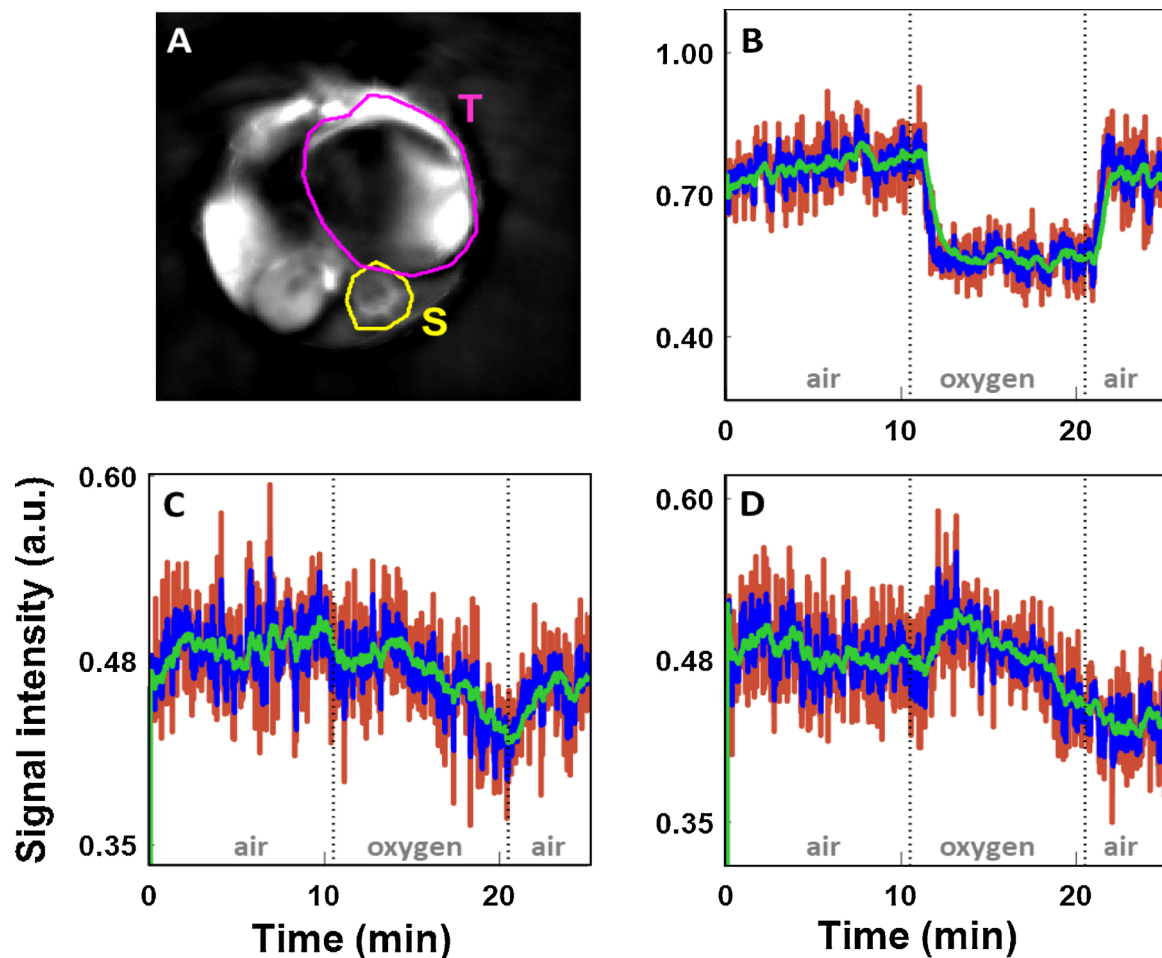 A
T
S
B
1.00
0.70
0.40
air
oxygen
air
0
10
20
Signal intensity (a.u.)
C
0.60
0.48
0.35
air
oxygen
air
0
10
20
Time (min)
D
0.60
0.48
0.35
air
oxygen
air
0
10
20
Time (min)